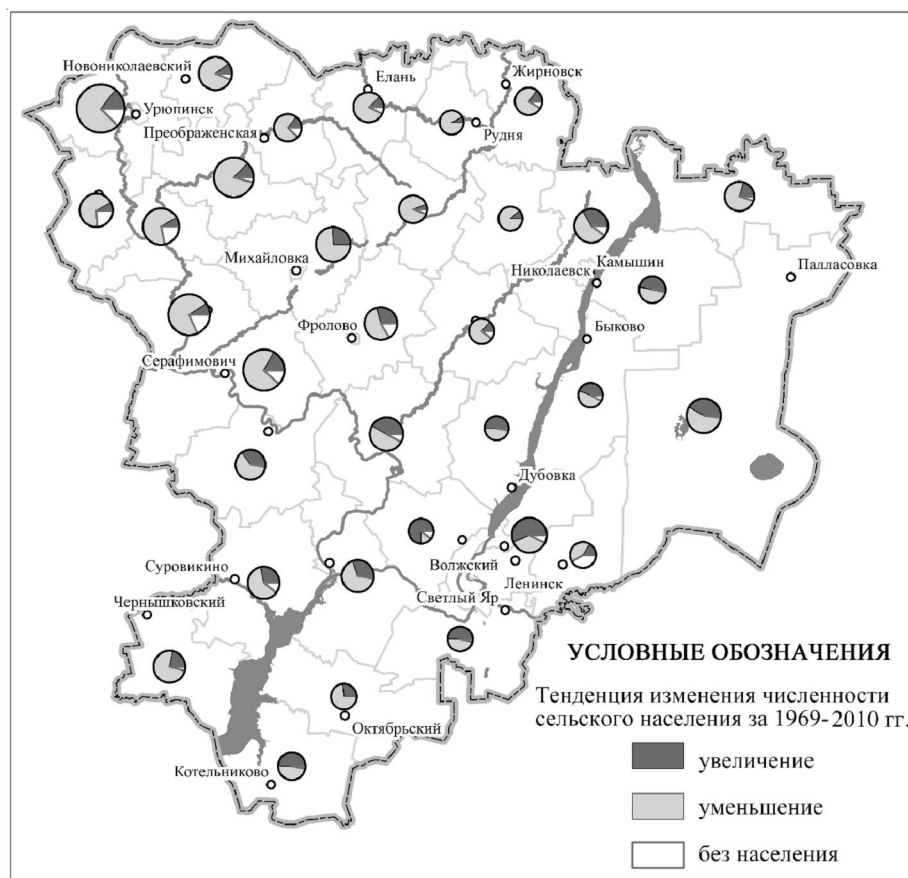 Новониколаевский
Елань
Жирновск
Урюпинск
Преображенская
Рудня
Палласовка
Михайловка
Камышин
Николаевск
Быково
Фролово
Серафимович
Дубовка
Волжский
Суровикино
Ленинск
Светлый Яр
Чернышковский
Октябрьский
Котельниково
УСЛОВНЫЕ ОБОЗНАЧЕНИЯ
Тенденция изменения численности
сельского населения за 1969-2010 гг.
увеличение
уменьшение
без населения